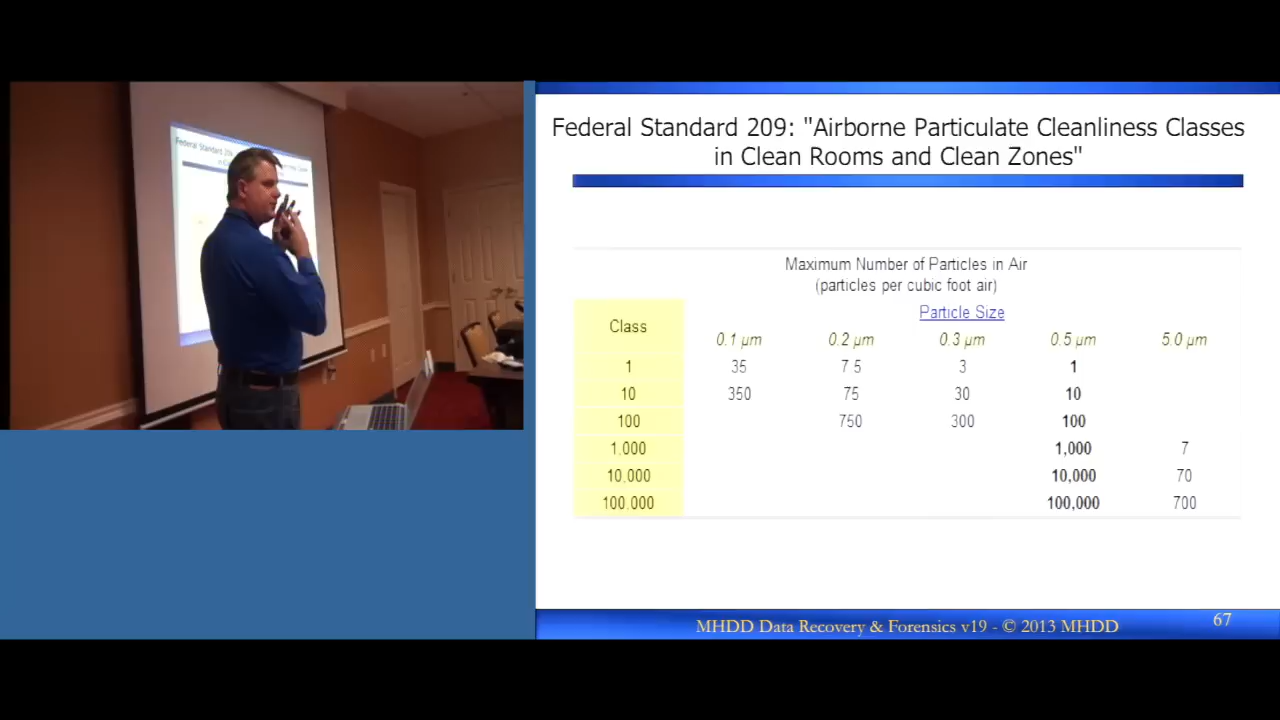 Federal Standard 209: "Airborne Particulate Cleanliness Classes
in Clean Rooms and Clean Zones"
Maximum Number of Particles in Air
(particles per cubic foot air)
Class
Particle Size
0.1 µm 0.2 µm 0.3 µm 0.5 µm 5.0 µm
1 35 7 5 3 1
10 350 75 30 10
100 750 300 100
1.000 1,000 7
10.000 10,000 70
100.000 100,000 700
MHDD Data Recovery & Forensics v19 - © 2013 MHDD
67
Federal Standard 209